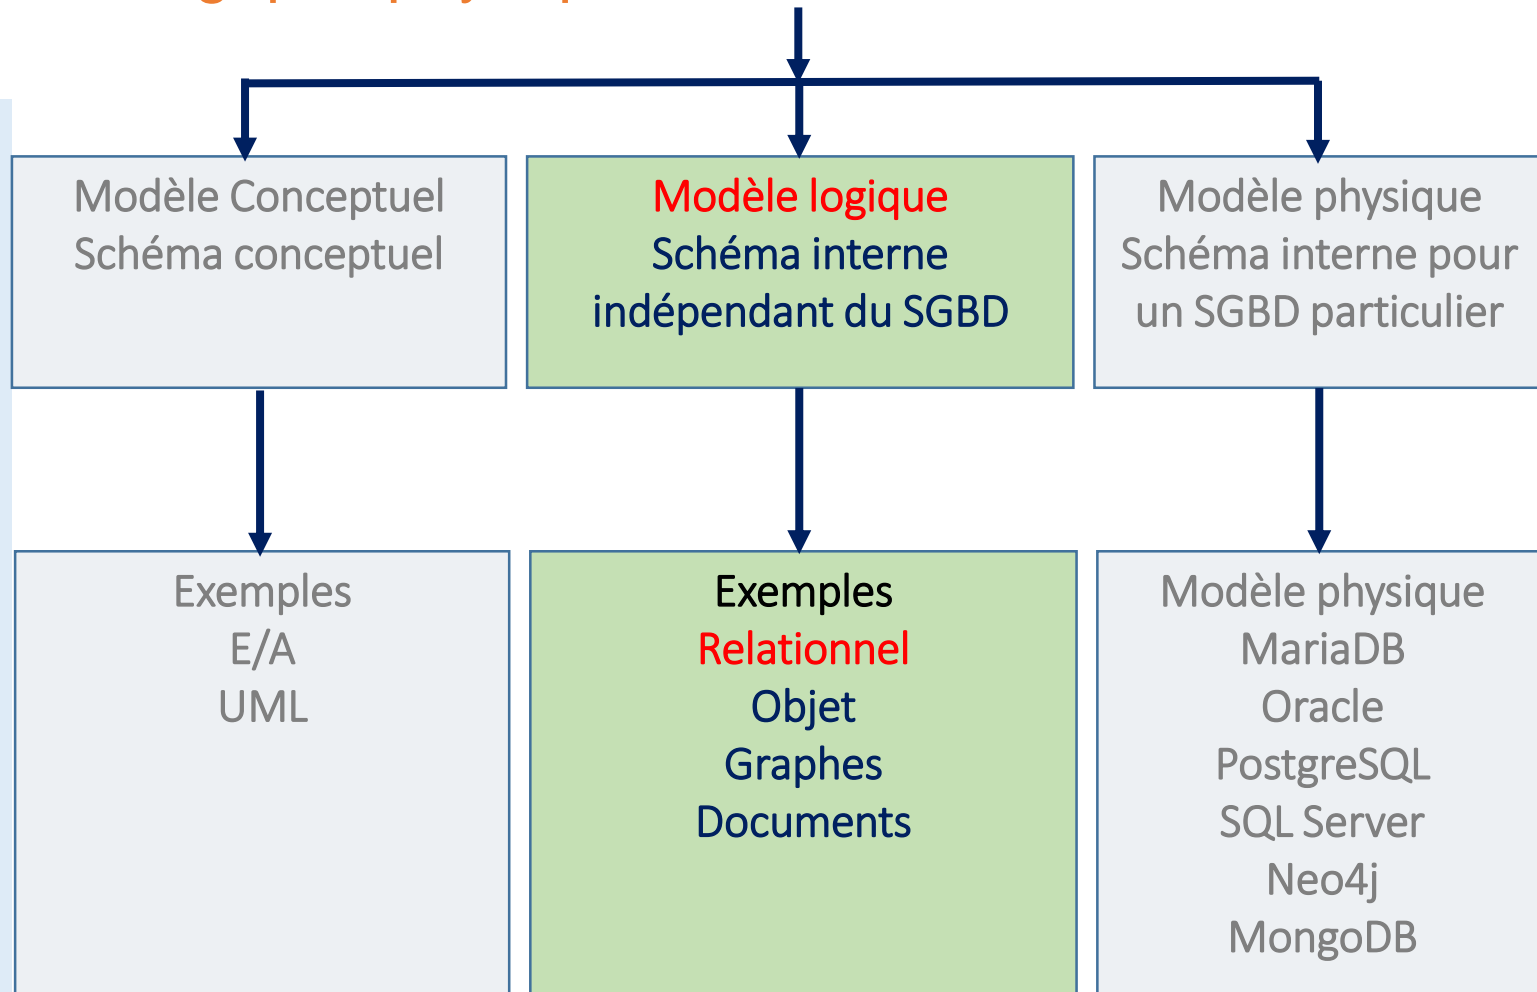 Modèle Conceptuel
Schéma conceptuel
Modèle logique
Schéma interne
indépendant du SGBD
Modèle physique
Schéma interne pour
un SGBD particulier
Exemples
E/A
UML
Exemples
Relationnel
Objet
Graphes
Documents
Modèle physique
MariaDB
Oracle
PostgreSQL
SQL Server
Neo4j
MongoDB